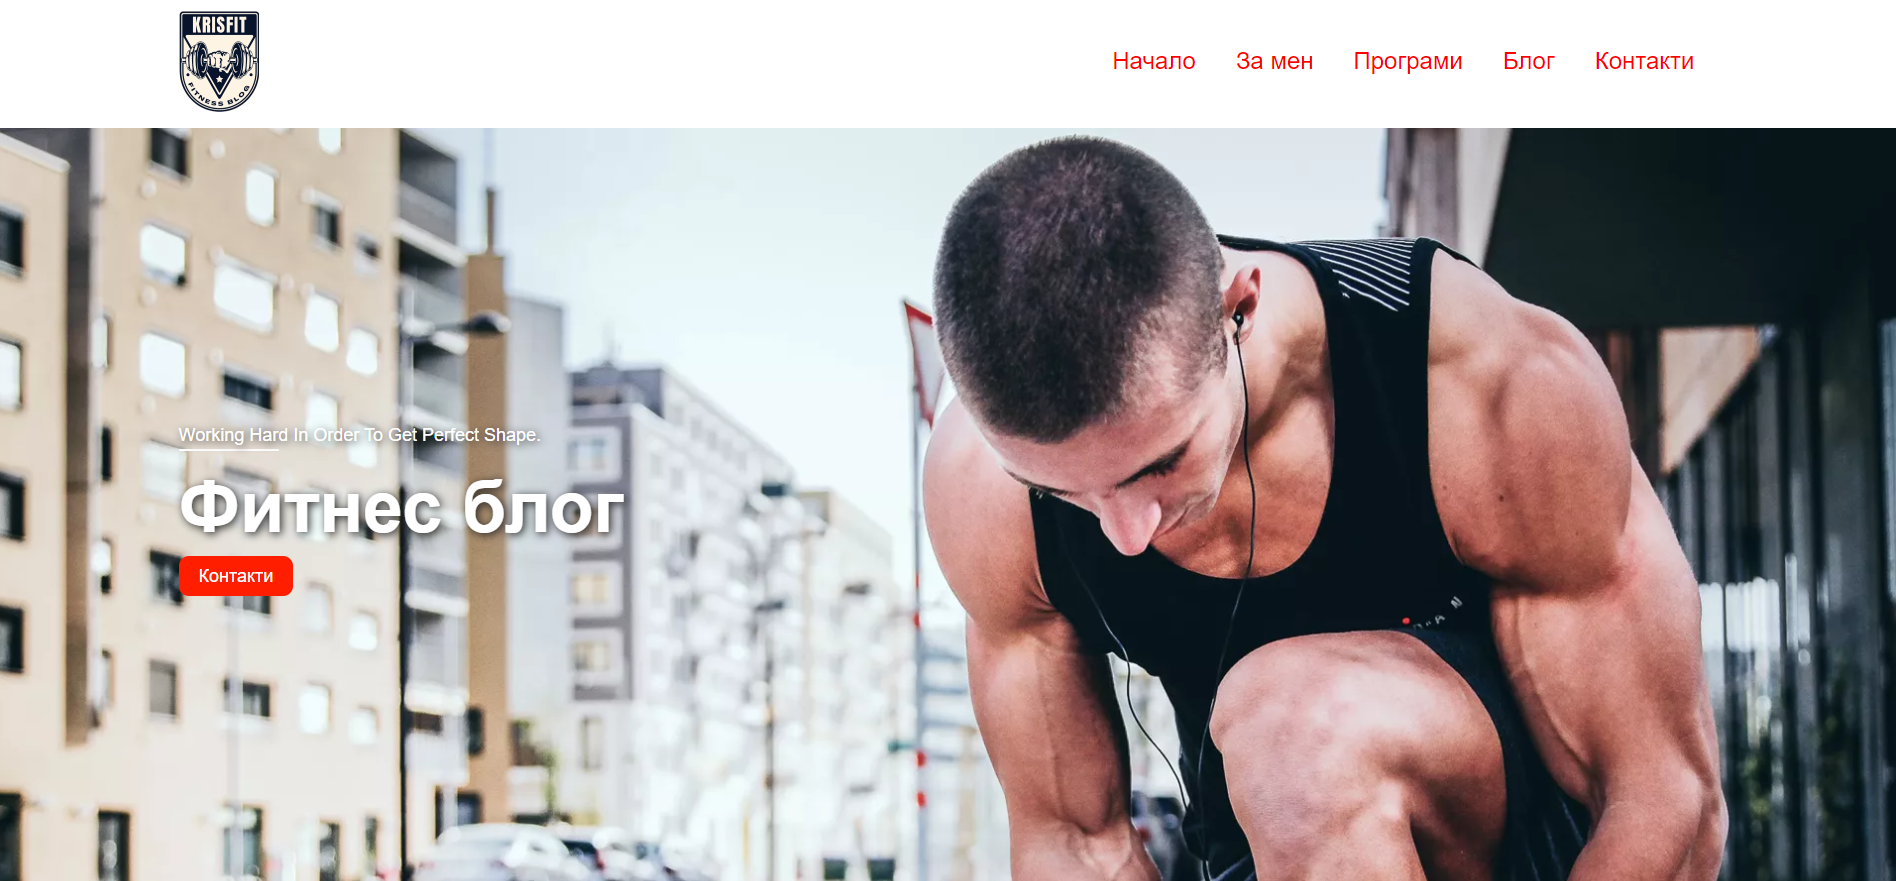 KRISFIT
FITNESS BLOG
Начало За мен Програми Блог Контакти
Working Hard In Order To Get Perfect Shape.
Фитнес блог
Контакти